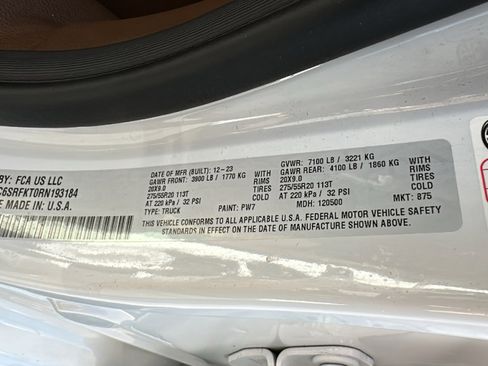 BY: FCA US LLC
C6SRFKT0RN193184
E IN: U.S.A.
DATE OF MFR (BUILT): 12-23
GAWR FRONT: 3900 LB / 1770 KG WITH
20X9.0 RIMS
275/55R20 113T TIRES
AT 220 kPa / 32 PSI COLD
TYPE: TRUCK PAINT: PW7
GVWR: 7100 LB / 3221 KG
GAWR REAR: 4100 LB / 1860 KG WITH
20X9.0 RIMS
275/55R20 113T TIRES
AT 220 kPa / 32 PSI COLD
MDH: 120500 MKT: 875
THIS VEHICLE CONFORMS TO ALL APPLICABLE U.S.A. FEDERAL MOTOR VEHICLE SAFETY
STANDARDS IN EFFECT ON THE DATE OF MANUFACTURE SHOWN ABOVE.